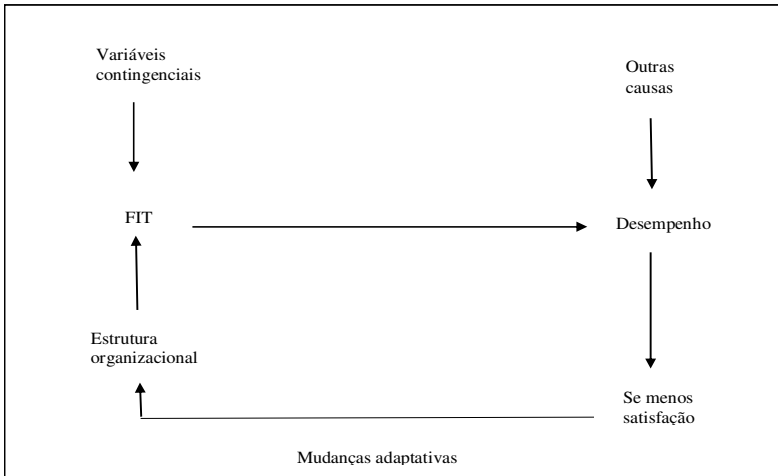 Variáveis
contingenciais
Outras
causas
FIT
Desempenho
Estrutura
organizacional
Se menos
satisfação
Mudanças adaptativas